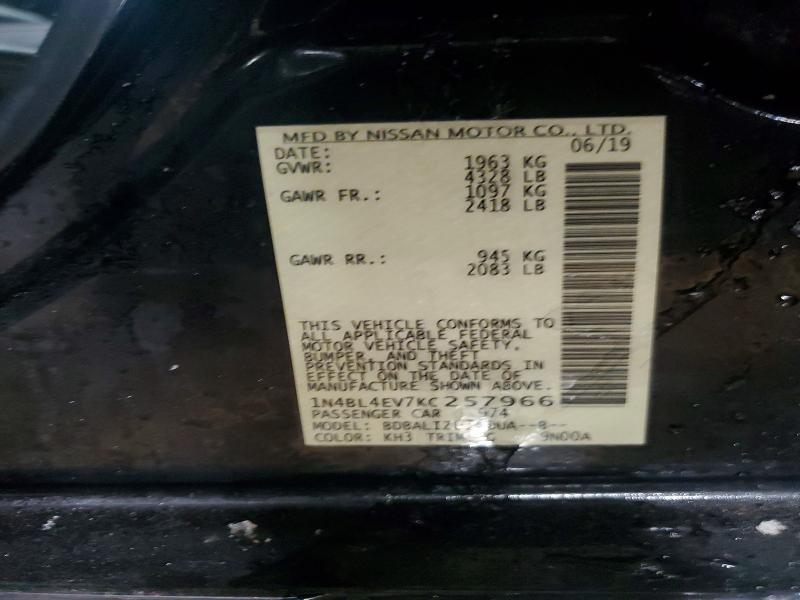 MFD BY NISSAN MOTOR CO., LTD.
DATE: 06/19
GVWR: 1963 KG
4328 LB
GAWR FR.: 1097 KG
2418 LB
GAWR RR.: 945 KG
2083 LB
THIS VEHICLE CONFORMS TO
ALL APPLICABLE FEDERAL
MOTOR VEHICLE SAFETY,
BUMPER, AND THEFT
PREVENTION STANDARDS IN
EFFECT ON THE DATE OF
MANUFACTURE SHOWN ABOVE.
1N4BL4EV7KC257966
PASSENGER CAR 974
MODEL:
COLOR: KH3 TRIM: